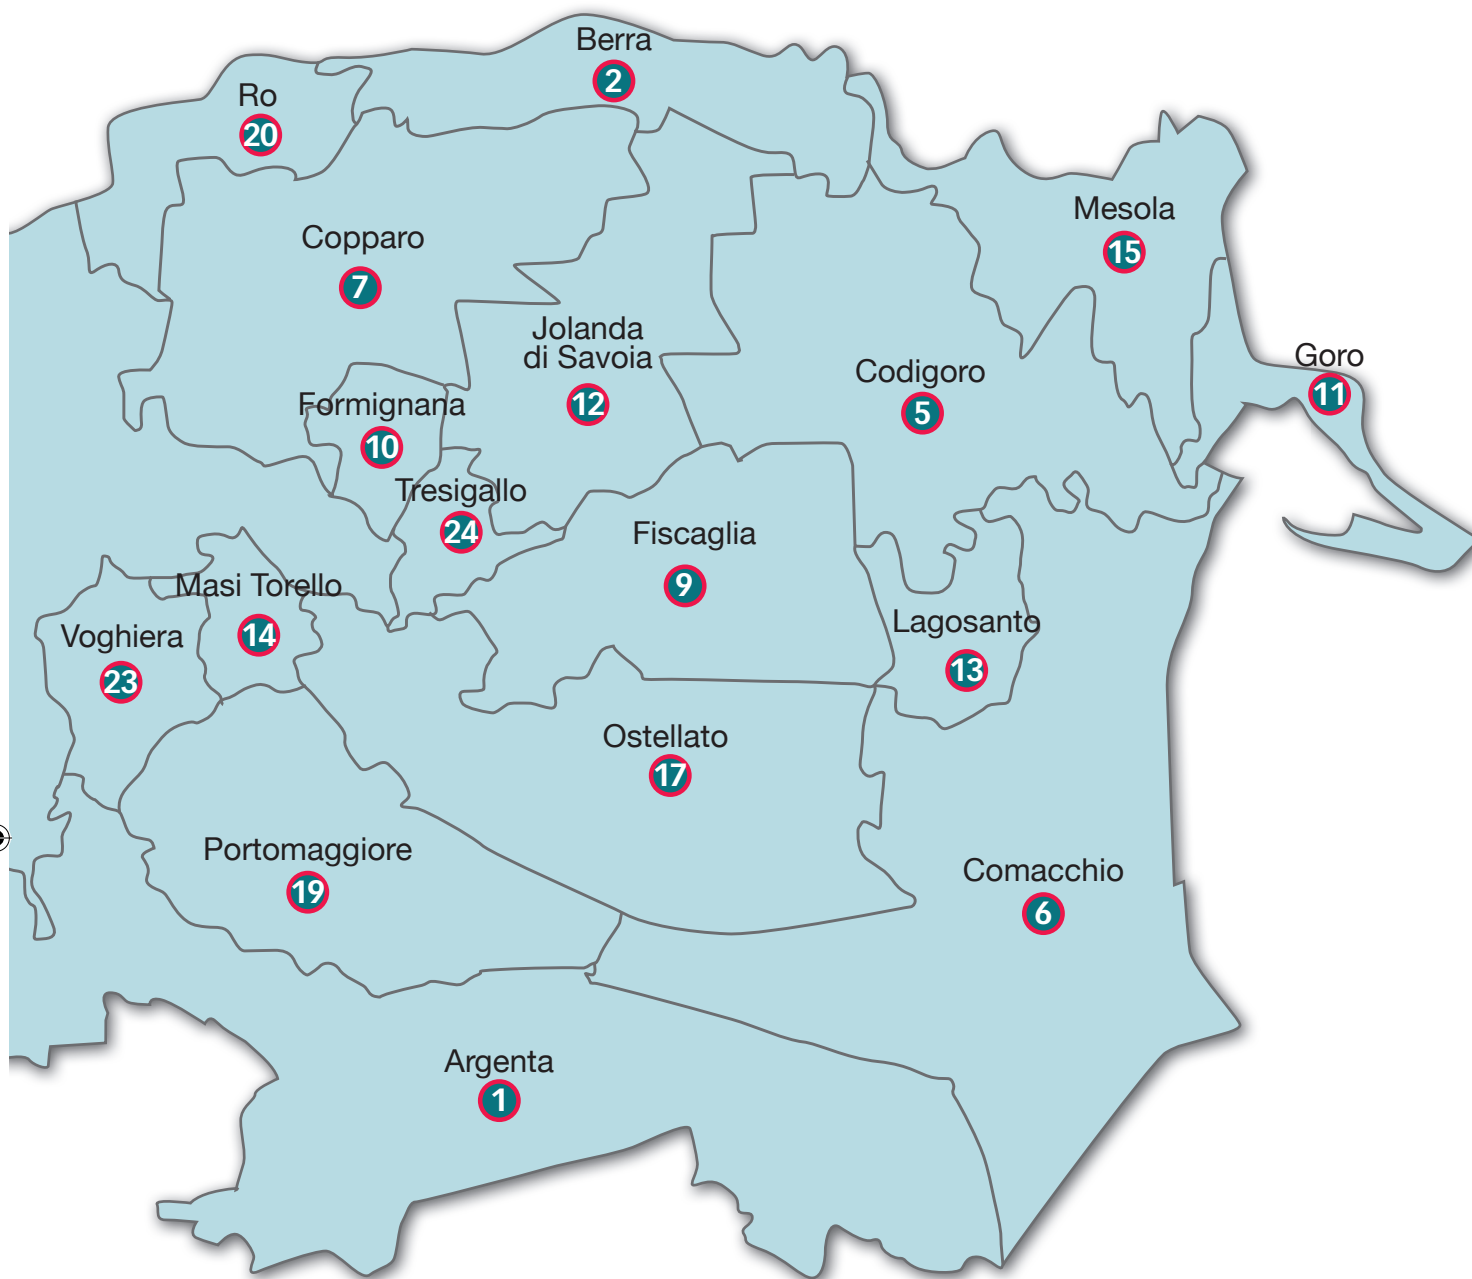 Berra
2
Ro
20
Mesola
15
Copparo
7
Jolanda
di Savoia
12
Goro
11
Codigoro
5
Formignana
10
Tresigallo
24
Fiscaglia
9
Masi Torello
14
Voghiera
23
Lagosanto
13
Ostellato
17
Portomaggiore
19
Comacchio
6
Argenta
1